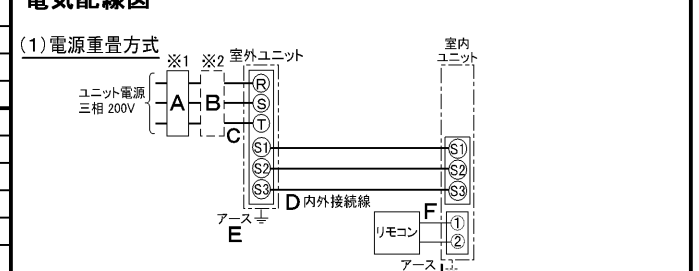 電気配線図
(1)電源重畳方式
※1 ※2 室外ユニット
室内
ユニット
ユニット電源
三相 200V
A B C
R
S
T
S1 S1
S2 S2
S3 S3
D 内外接続線
アース
E
リモコン F
1
2
アース